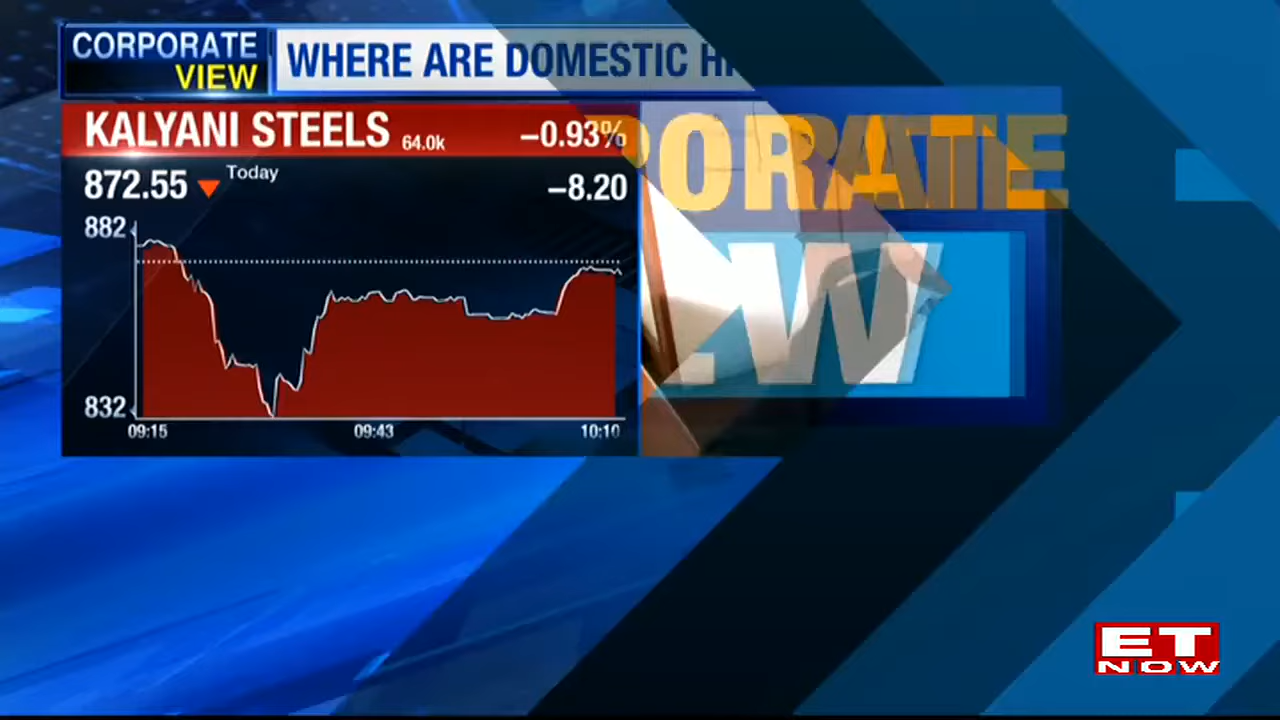 CORPORATE
VIEW
WHERE ARE DOMESTIC
KALYANI STEELS 64.0k −0.93%
872.55 Today −8.20
882
832
09:15 09:43 10:10
ET
NOW